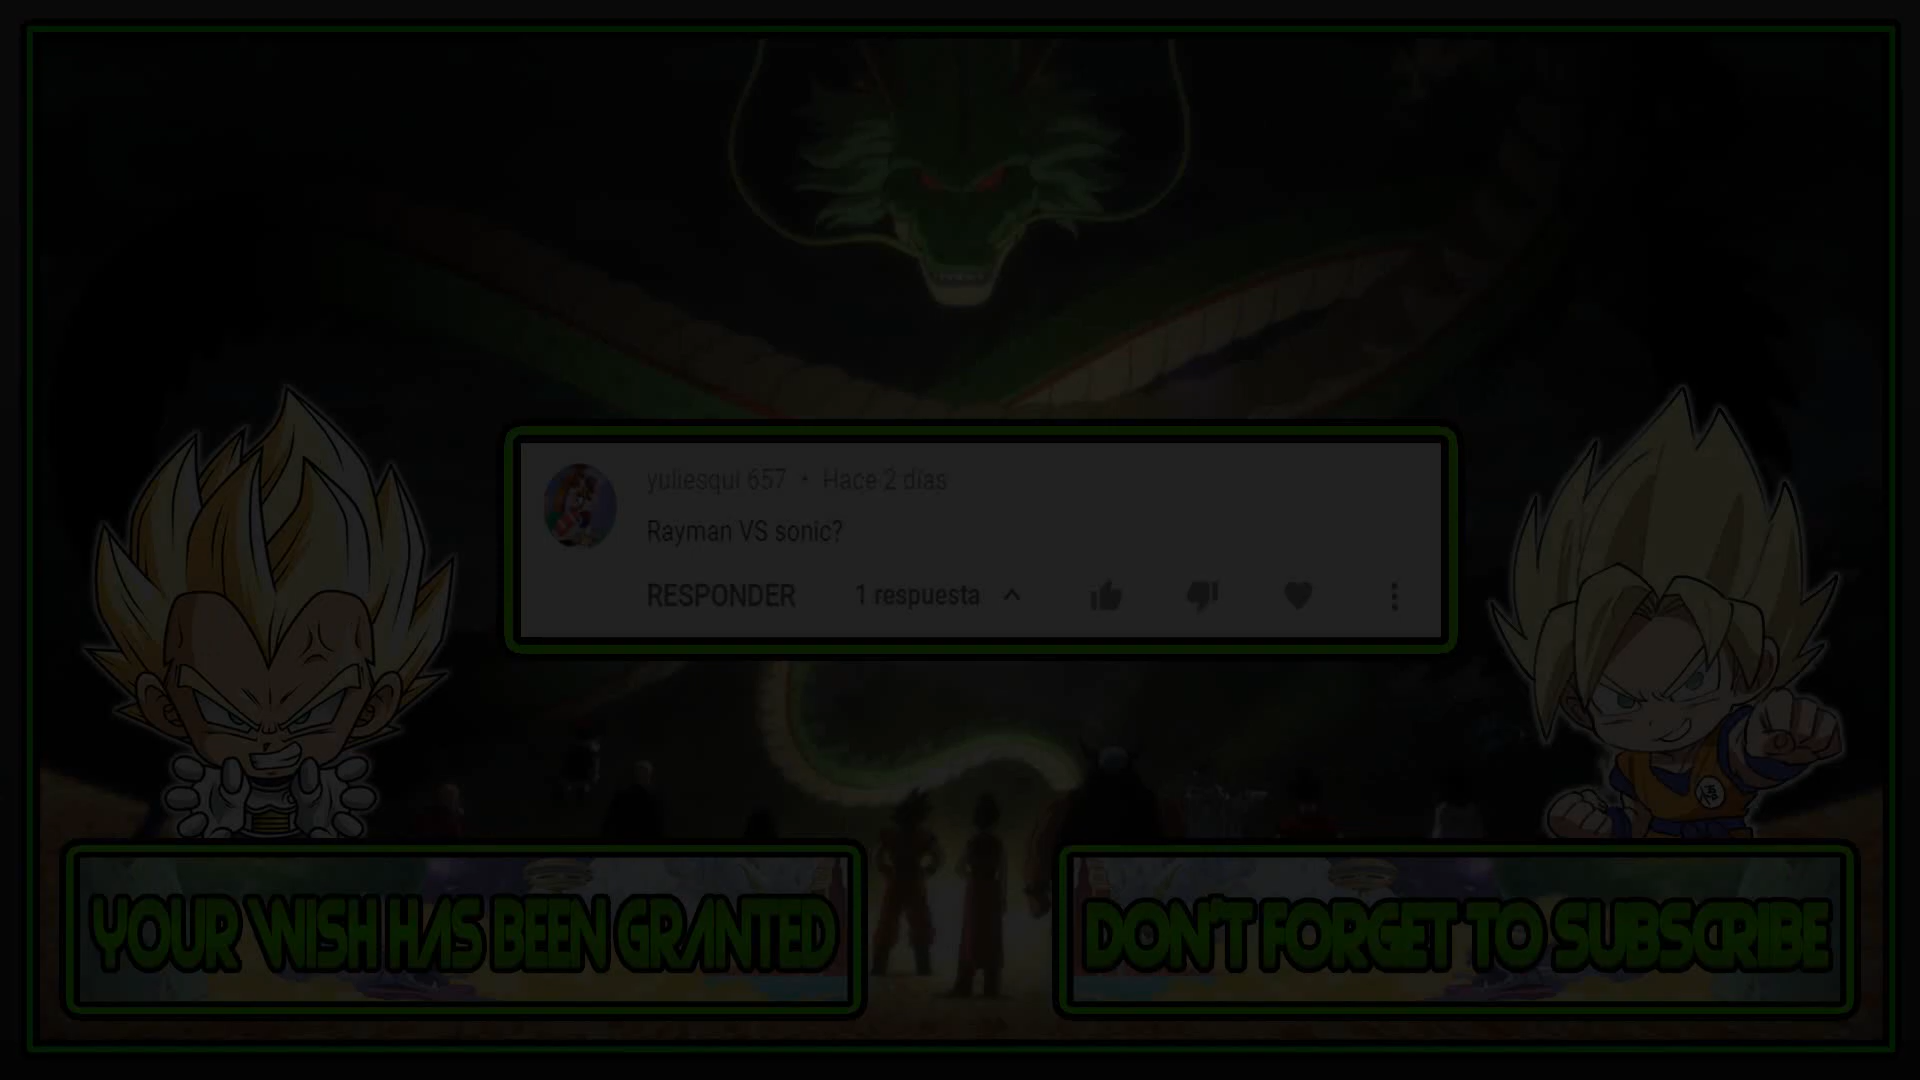 yuliesqui 657 · Hace 2 días
Rayman VS sonic?
RESPONDER 1 respuesta
YOUR WISH HAS BEEN GRANTED
DON'T FORGET TO SUBSCRIBE